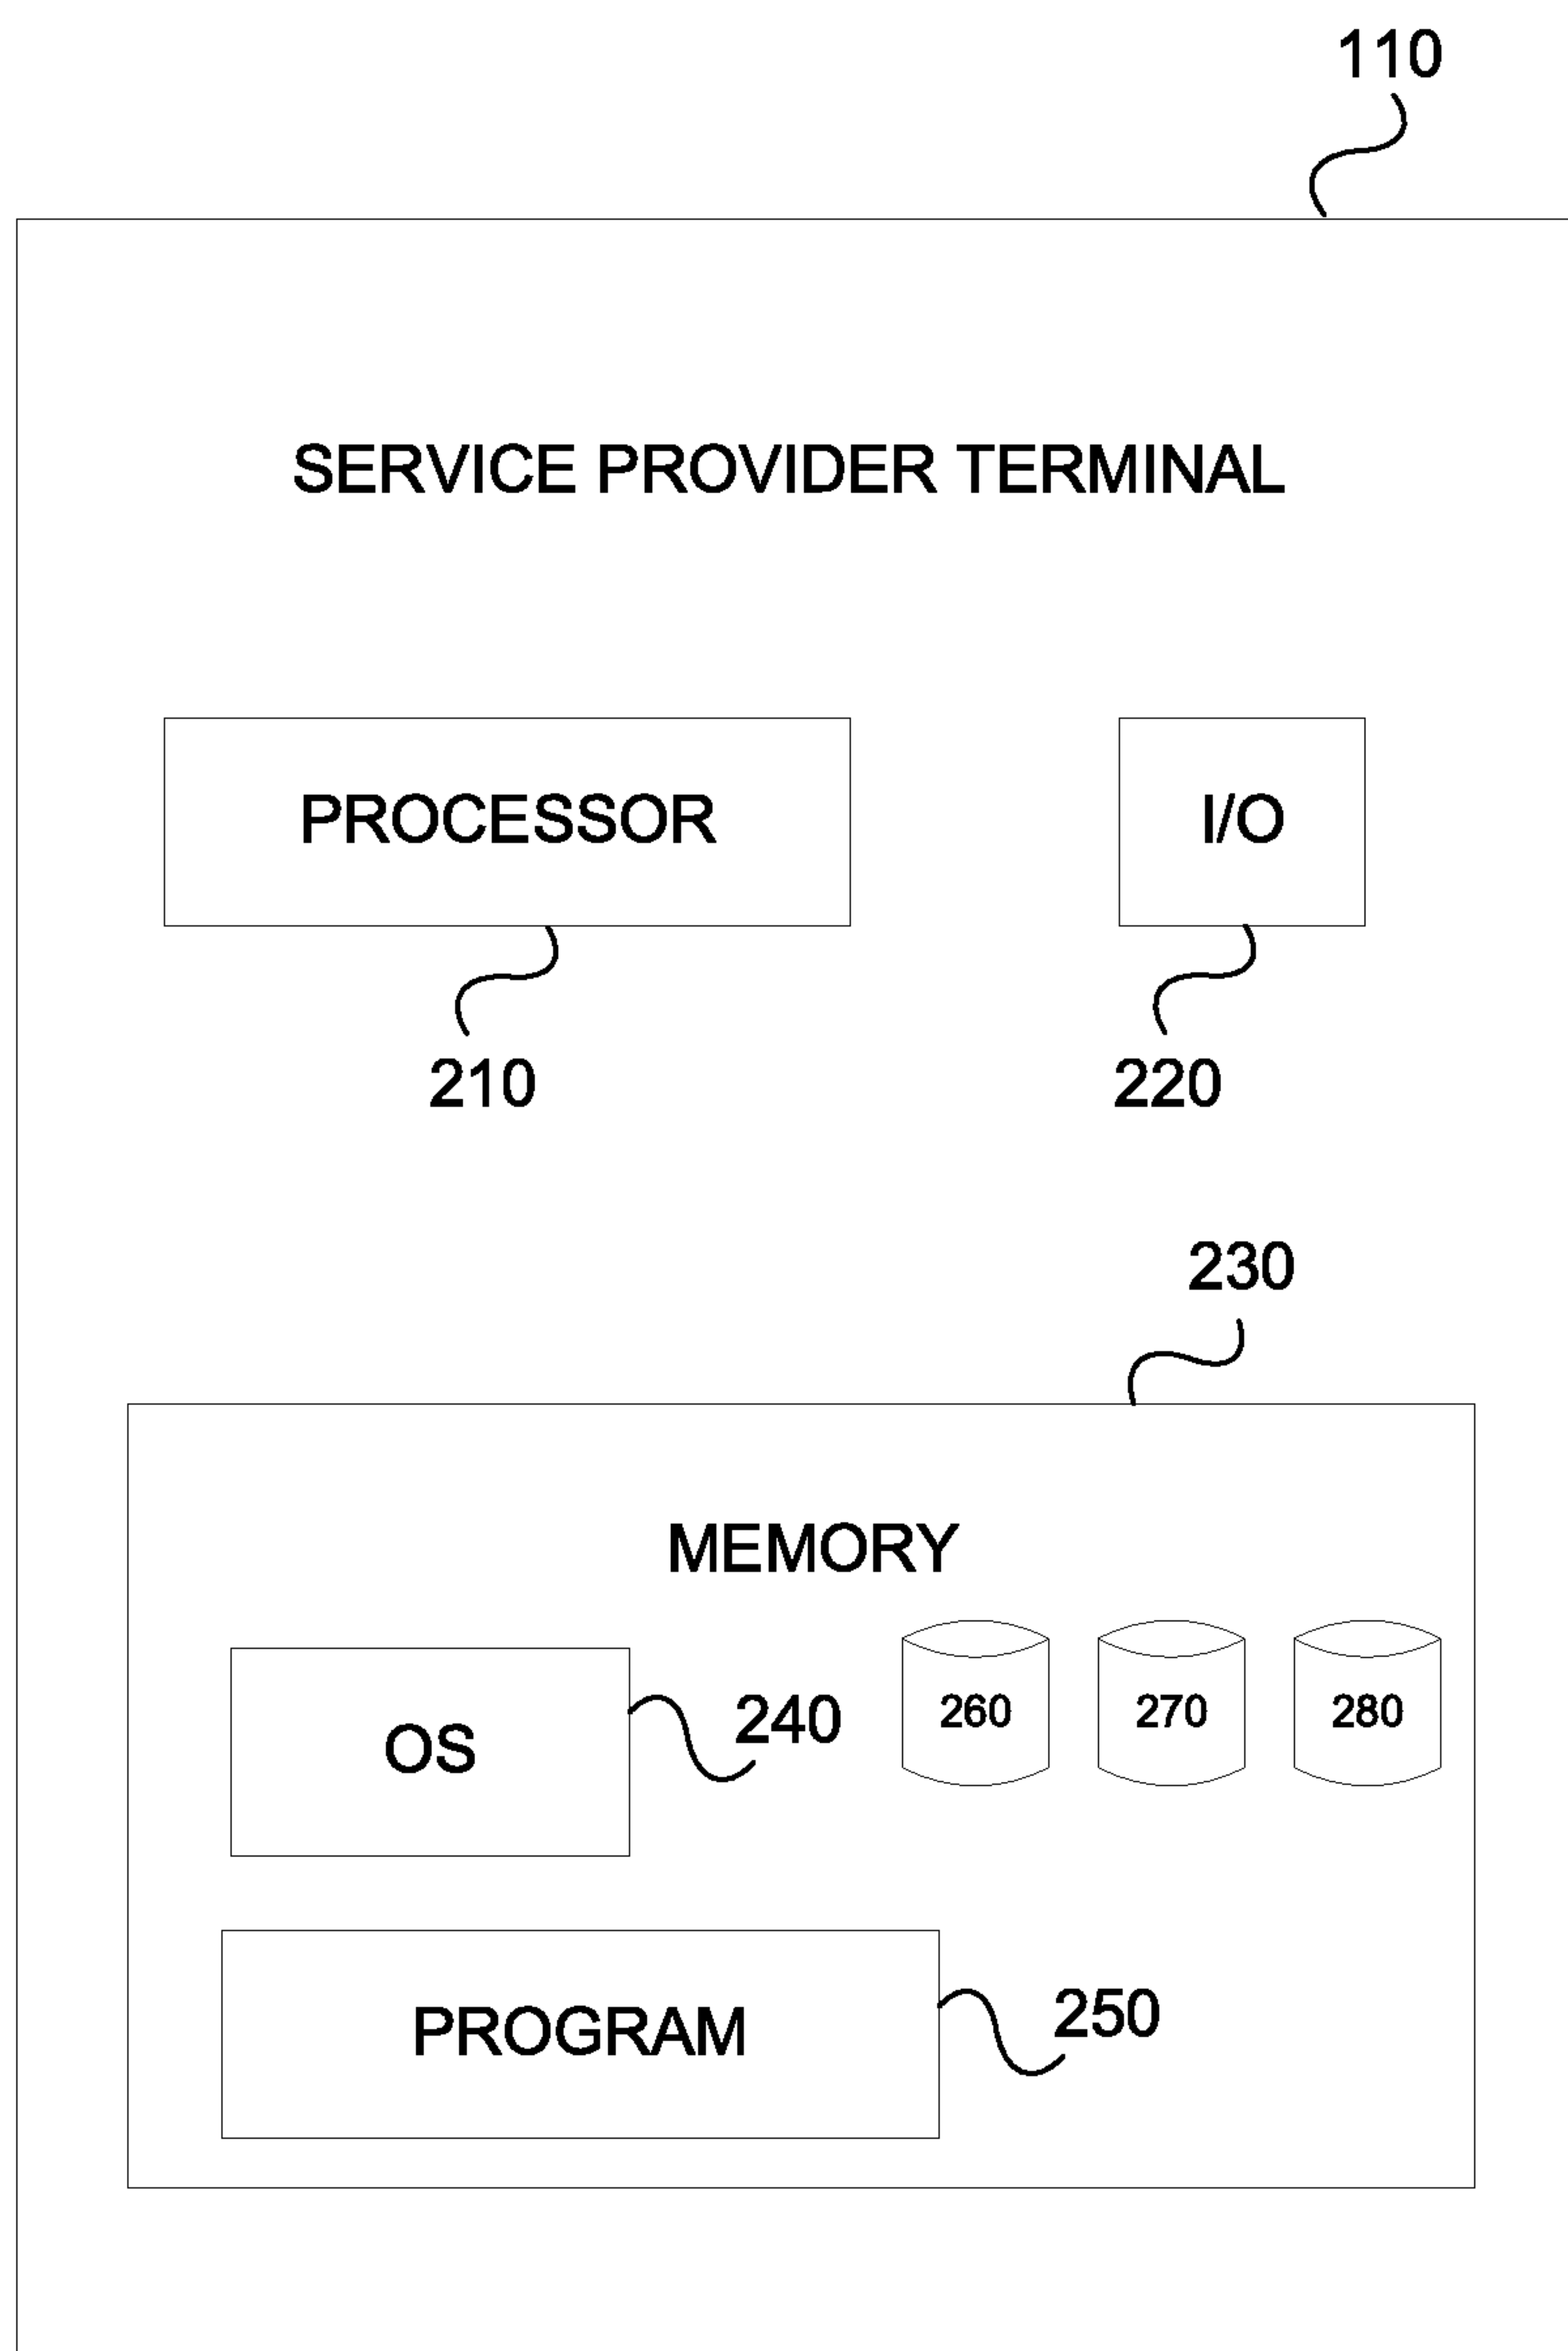 110
SERVICE PROVIDER TERMINAL
PROCESSOR
I/O
210
220
230
MEMORY
OS
240
260
270
280
PROGRAM
250